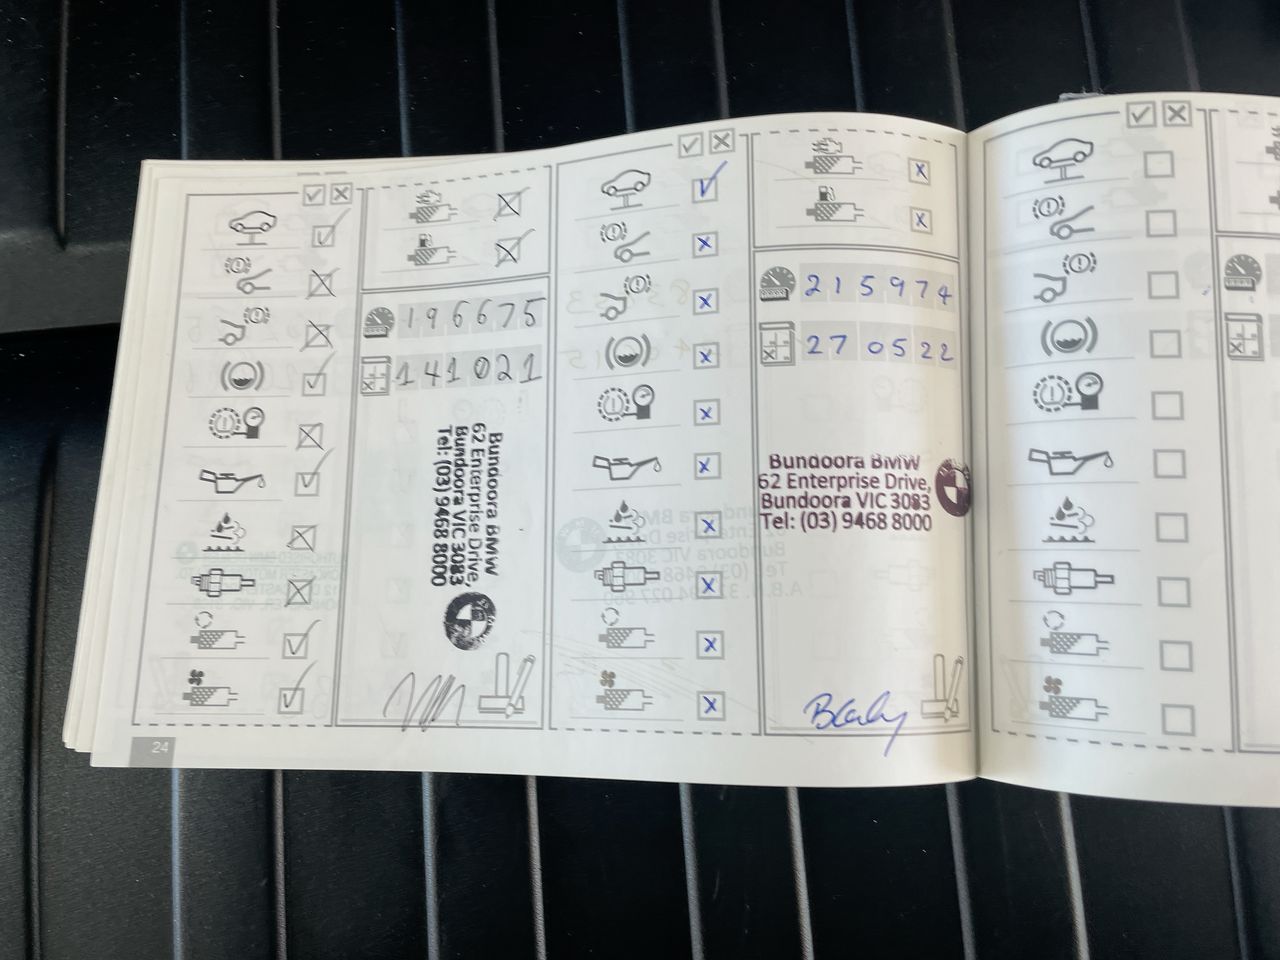 196675
141021
Bundoora BMW
62 Enterprise Drive,
Bundoora VIC 3083
Tel: (03) 9468 8000
24
215974
270522
Bundoora BMW
62 Enterprise Drive,
Bundoora VIC 3083
Tel: (03) 9468 8000